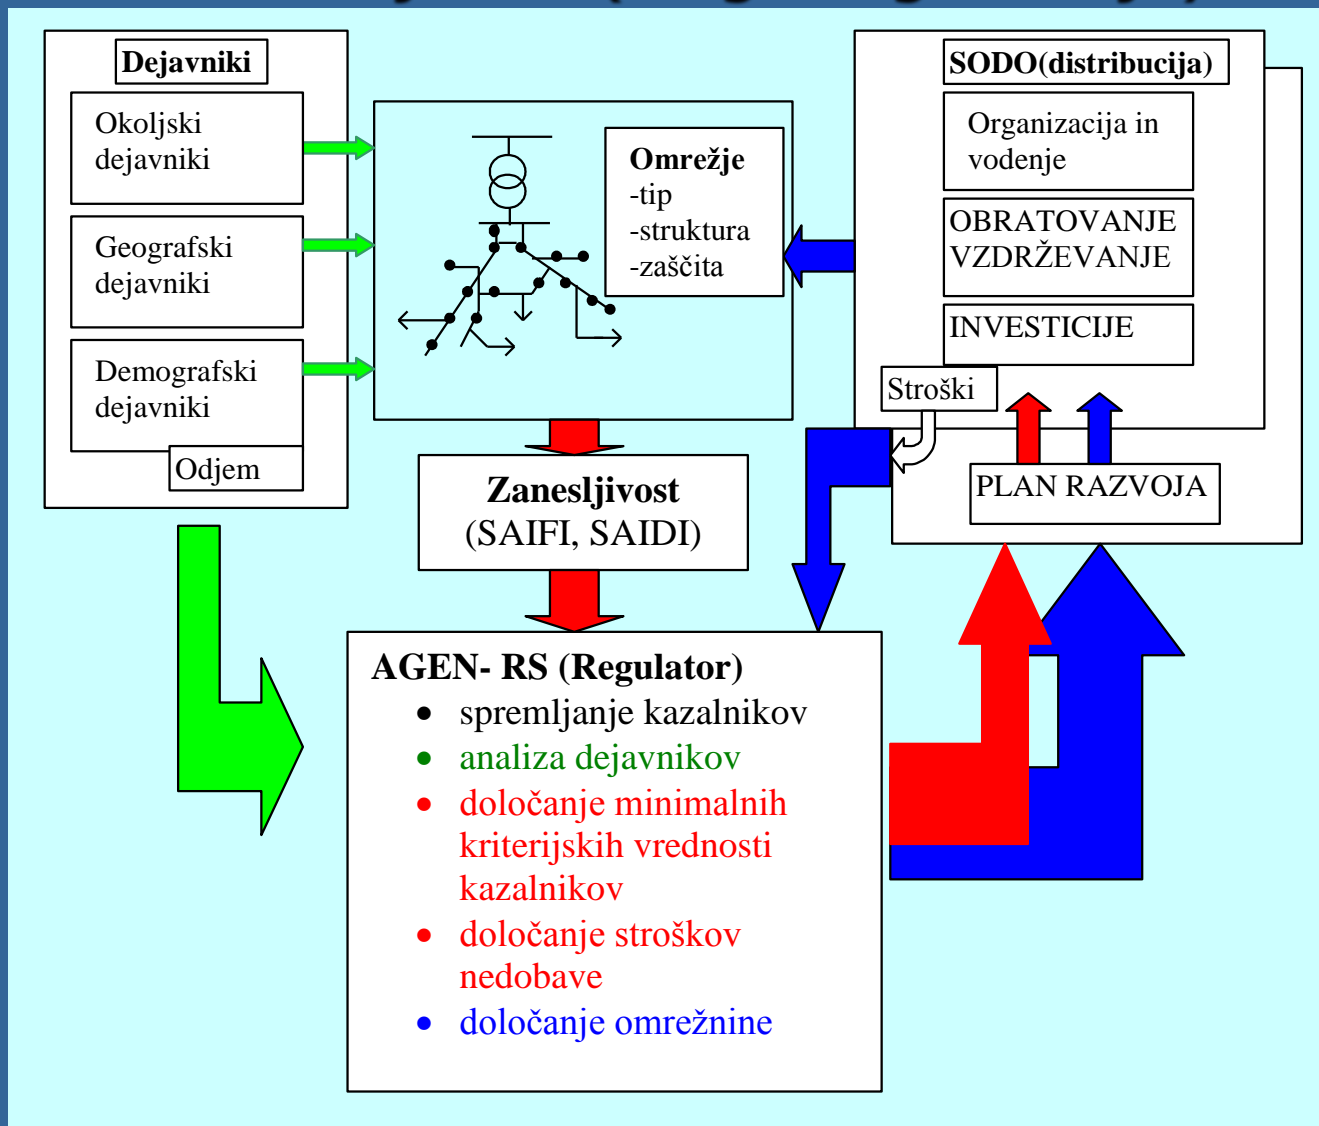 Dejavniki
Okoljski
dejavniki
Geografski
dejavniki
Demografski
dejavniki
Odjem
Omrežje
-tip
-struktura
-zaščita
SODO(distribucija)
Organizacija in
vodenje
OBRATOVANJE
VZDRŽEVANJE
INVESTICIJE
Stroški
PLAN RAZVOJA
Zanesljivost
(SAIFI, SAIDI)
AGEN- RS (Regulator)
• spremljanje kazalnikov
• analiza dejavnikov
• določanje minimalnih
kriterijskih vrednosti
kazalnikov
• določanje stroškov
nedobave
• določanje omrežnine